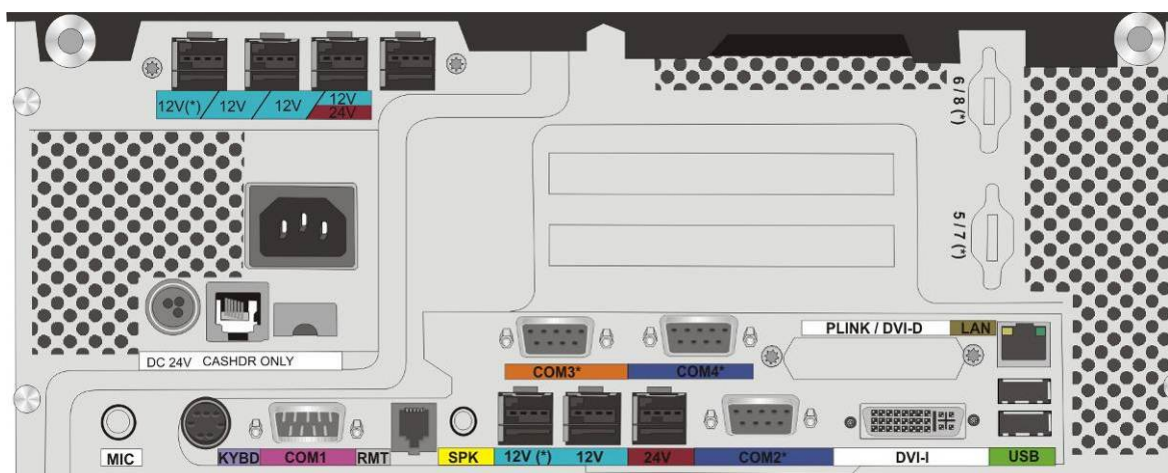 12V(*) 12V 12V 12V
24V
6 / 8 (*)
5 / 7 (*)
DC 24V CASHDR ONLY
PLINK / DVI-D LAN
COM3* COM4*
MIC KYBD COM1 RMT SPK 12V (*) 12V 24V COM2* DVI-I USB